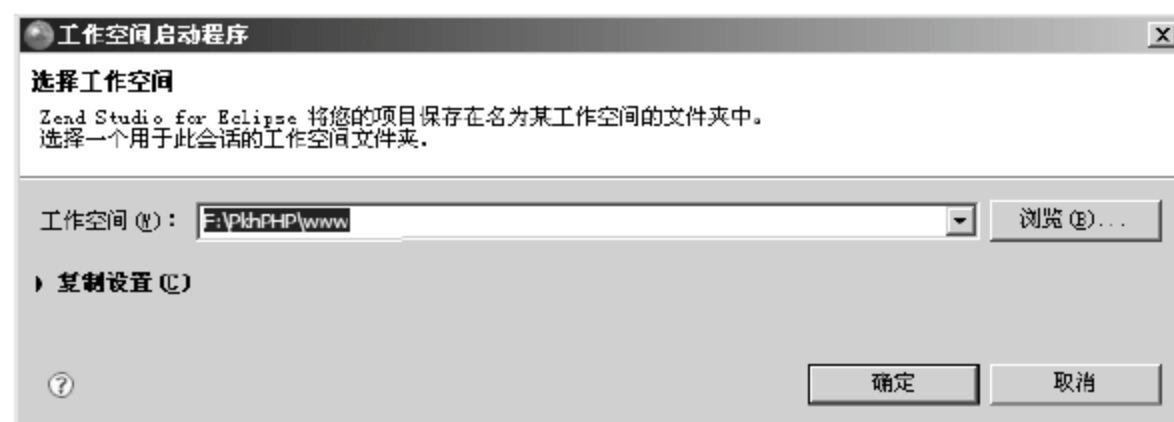 工作空间启动程序
选择工作空间
Zend Studio for Eclipse 将您的项目保存在名为某工作空间的文件夹中。
选择一个用于此会话的工作空间文件夹.
工作空间(W): F:\PkhPHP\www 浏览(B)...
复制设置(C)
确定 取消